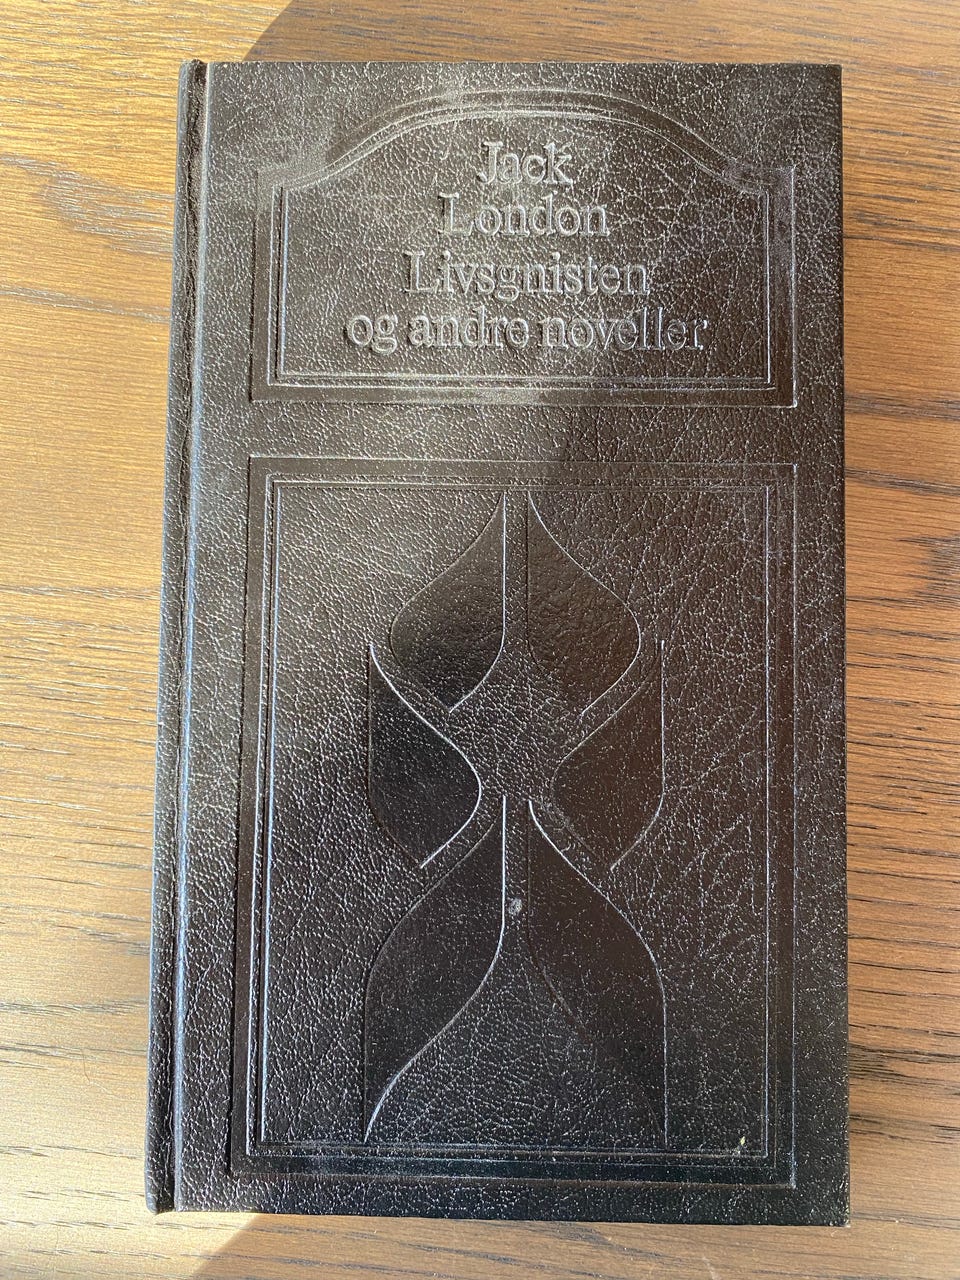 Jack
London
Livsgnisten
og andre noveller